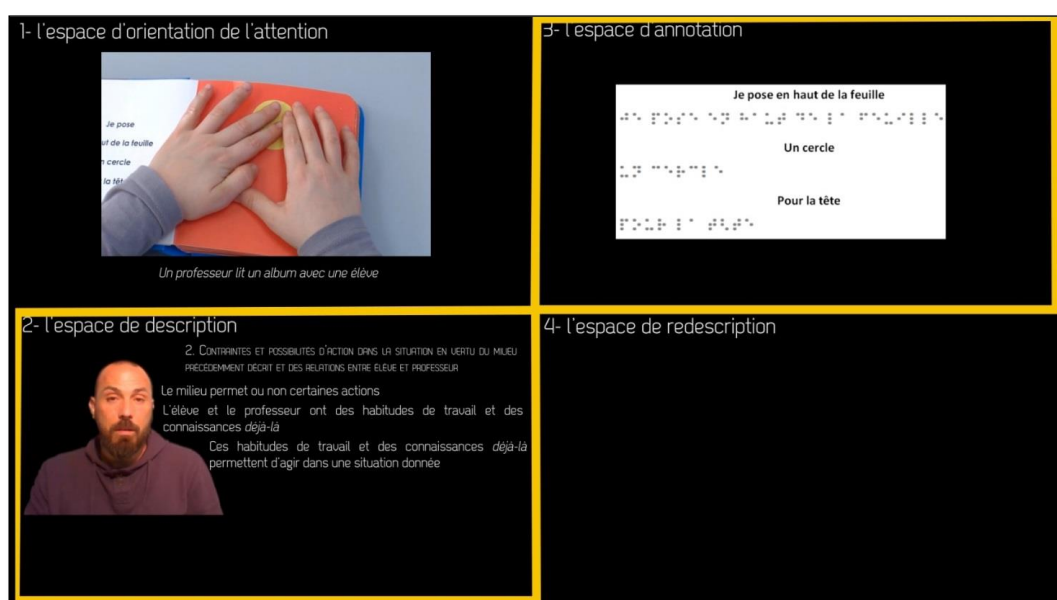 1- l'espace d'orientation de l'attention
Je pose
de la feuille
cercle
la
Un professeur lit un album avec une élève
3- l'espace d'annotation
Je pose en haut de la feuille
⠚⠑ ⠏⠕⠎⠑ ⠑⠝ ⠓⠁⠥⠞ ⠙⠑ ⠇⠁ ⠋⠑⠥⠊⠇⠇⠑
Un cercle
⠥⠝ ⠉⠑⠗⠉⠇⠑
Pour la tête
⠏⠕⠥⠗ ⠇⠁ ⠞⠣⠞⠑
2- l'espace de description
2. Contraintes et possibilités d'action dans la situation en vertu du milieu
précédemment décrit et des relations entre élève et professeur
Le milieu permet ou non certaines actions
L'élève et le professeur ont des habitudes de travail et des
connaissances déjà-là
Ces habitudes de travail et des connaissances déjà-là
permettent d'agir dans une situation donnée
4- l'espace de redescription